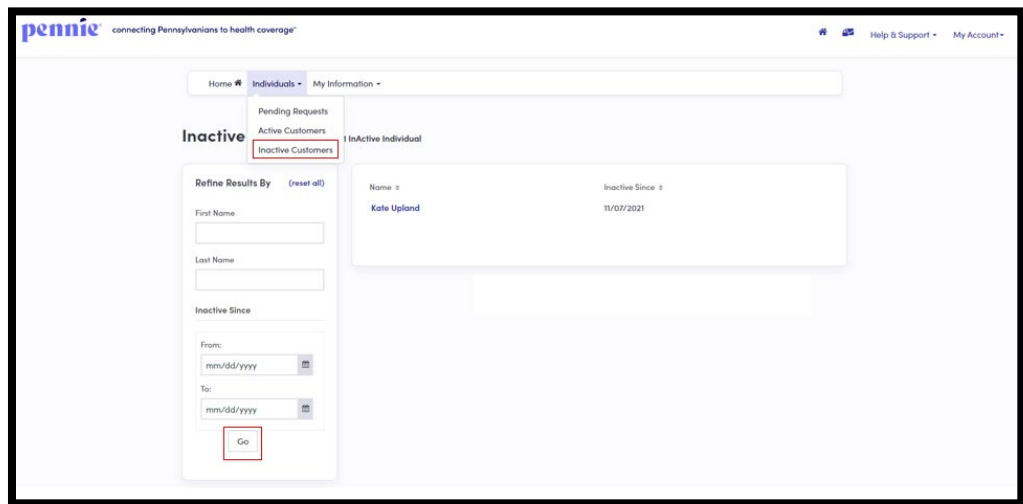 pennie connecting Pennsylvanians to health coverage™
Help & Support
My Account
Home Individuals My Information
Pending Requests
Active Customers
Inactive Customers
Inactive InActive Individual
Refine Results By (reset all)
First Name
Last Name
Inactive Since
From:
mm/dd/yyyy
To:
mm/dd/yyyy
Go
Name Inactive Since
Kate Upland 11/07/2021